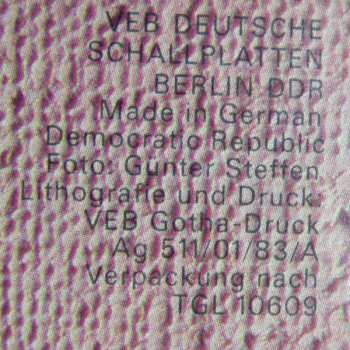 VEB DEUTSCHE
SCHALLPLATTEN
BERLIN DDR
Made in German
Democratic Republic
Foto: Günter Steffen
Lithografie und Druck:
VEB Gotha-Druck
Ag 511/01/83/A
Verpackung nach
TGL 10609